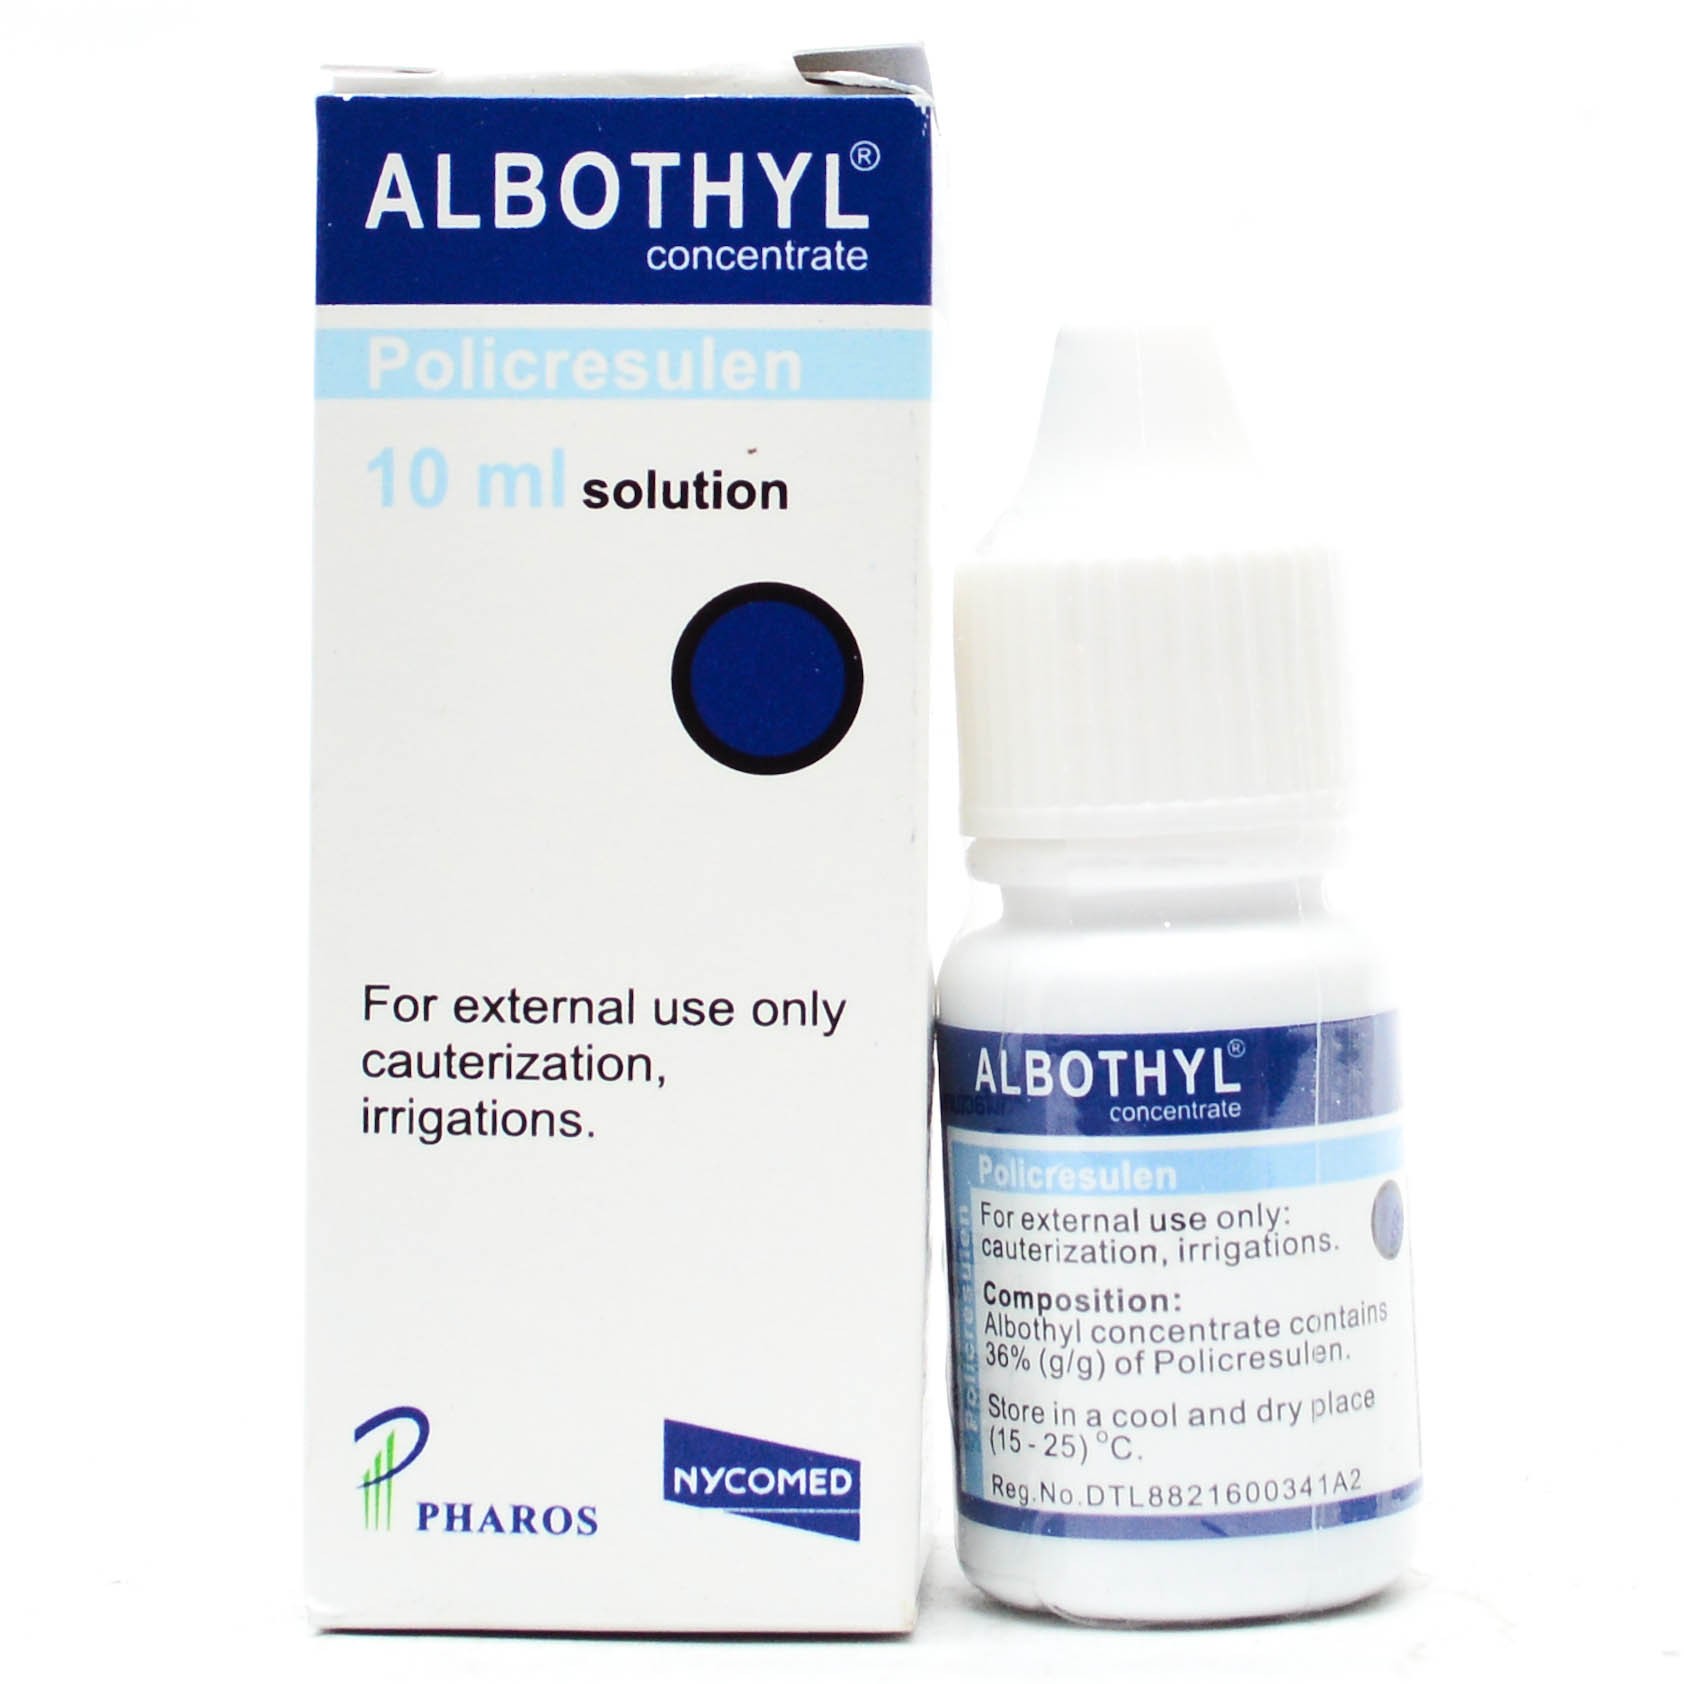 ALBOTHYL®
concentrate
Policresulen
10 ml solution
For external use only
cauterization,
irrigations.
PHAROS
NYCOMED
ALBOTHYL®
concentrate
Policresulen
Policresulen
For external use only:
cauterization, irrigations.
Composition:
Albothyl concentrate contains
36% (g/g) of Policresulen.
Store in a cool and dry place
(15 - 25) °C.
Reg.No.DTL8821600341A2